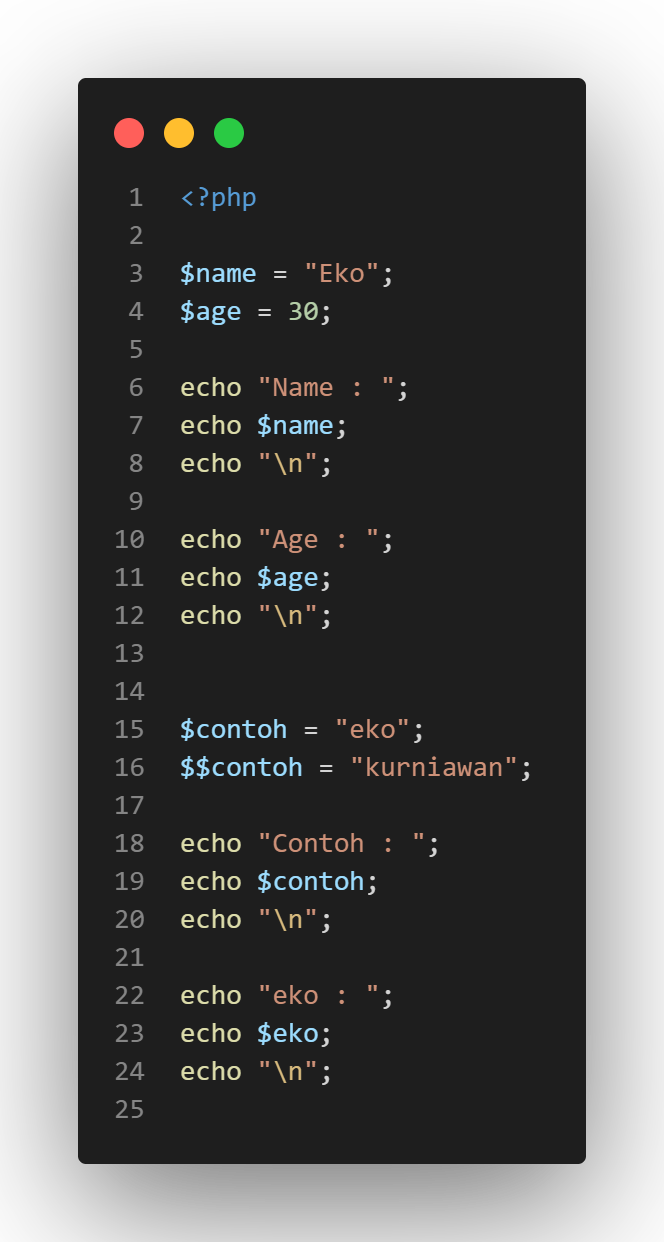 1 <?php
2
3 $name = "Eko";
4 $age = 30;
5
6 echo "Name : ";
7 echo $name;
8 echo "\n";
9
10 echo "Age : ";
11 echo $age;
12 echo "\n";
13
14
15 $contoh = "eko";
16 $$contoh = "kurniawan";
17
18 echo "Contoh : ";
19 echo $contoh;
20 echo "\n";
21
22 echo "eko : ";
23 echo $eko;
24 echo "\n";
25